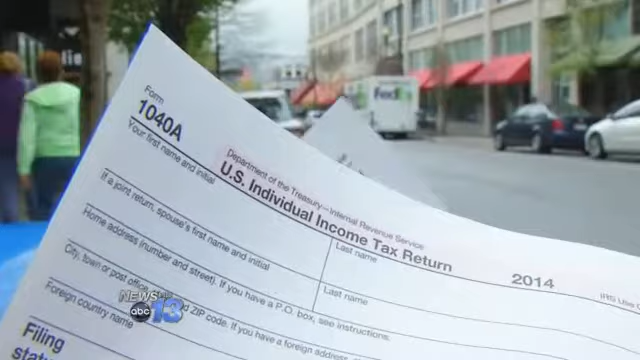 Form
1040A
Department of the Treasury—Internal Revenue Service
U.S. Individual Income Tax Return
2014
IRS Use O
Your first name and initial
Last name
If a joint return, spouse's first name and initial
Last name
Home address (number and street). If you have a P.O. box, see instructions.
City, town or post office, d ZIP code. If you have a foreign address
Foreign country name
Filing
status
FedEx
NEWS
abc 13